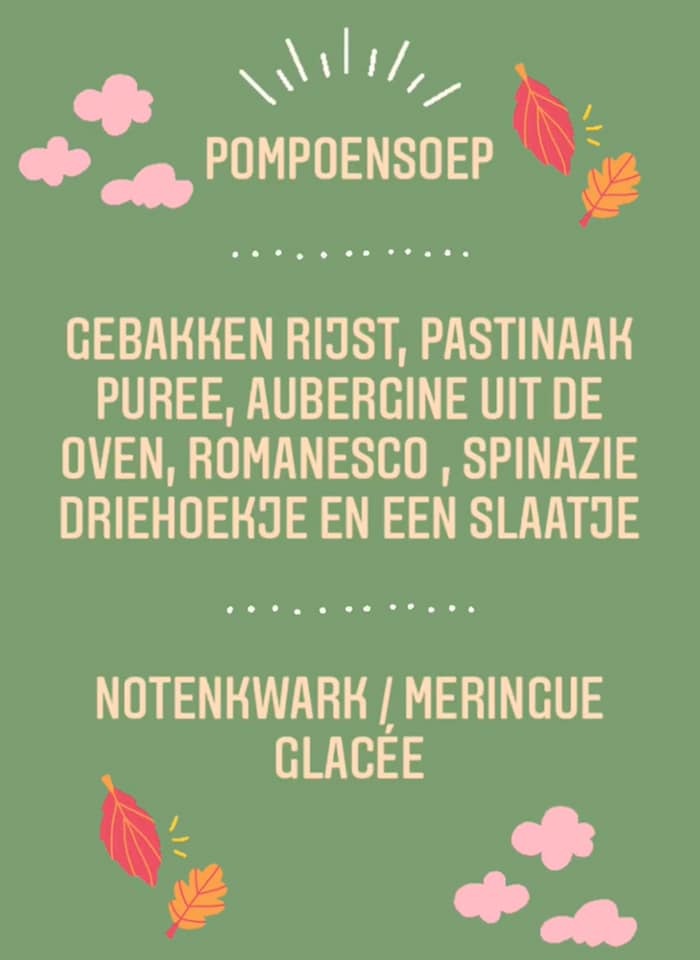 POMPOENSOEP
GEBAKKEN RIJST, PASTINAAK
PUREE, AUBERGINE UIT DE
OVEN, ROMANESCO , SPINAZIE
DRIEHOEKJE EN EEN SLAATJE
NOTENKWARK / MERINGUE
GLACÉE